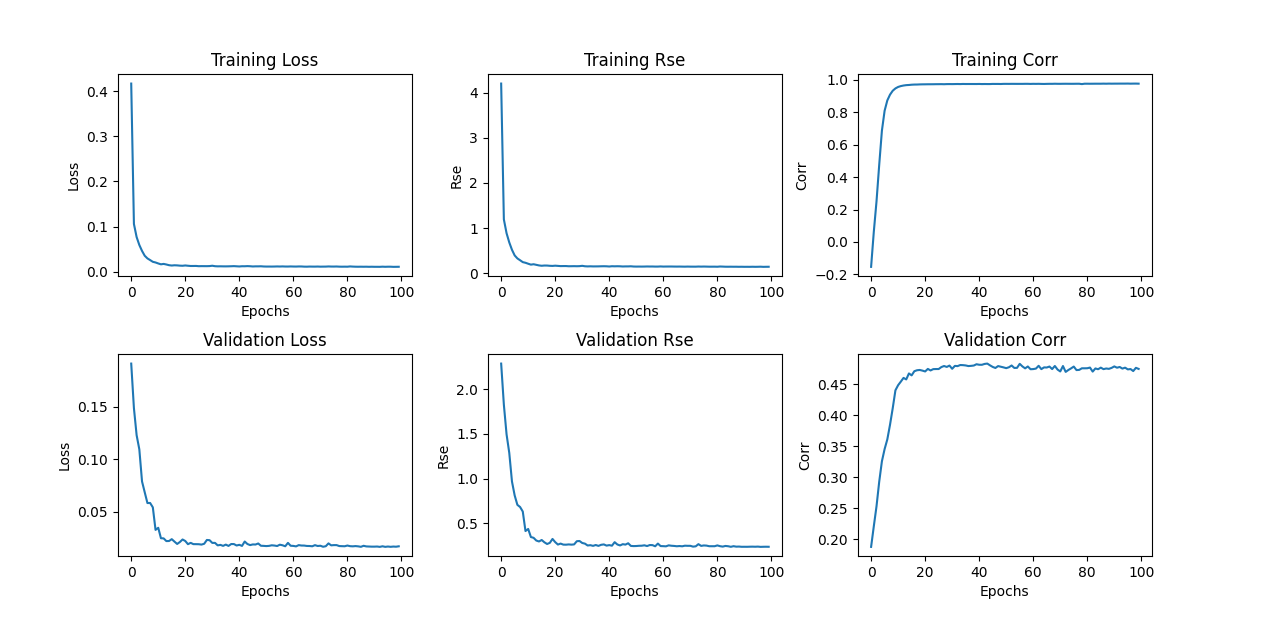 Training Loss
Loss
0.4
0.3
0.2
0.1
0.0
0 20 40 60 80 100
Epochs
Training Rse
Rse
4
3
2
1
0
0 20 40 60 80 100
Epochs
Training Corr
Corr
1.0
0.8
0.6
0.4
0.2
0.0
−0.2
0 20 40 60 80 100
Epochs
Validation Loss
Loss
0.15
0.10
0.05
0 20 40 60 80 100
Epochs
Validation Rse
Rse
2.0
1.5
1.0
0.5
0 20 40 60 80 100
Epochs
Validation Corr
Corr
0.45
0.40
0.35
0.30
0.25
0.20
0 20 40 60 80 100
Epochs